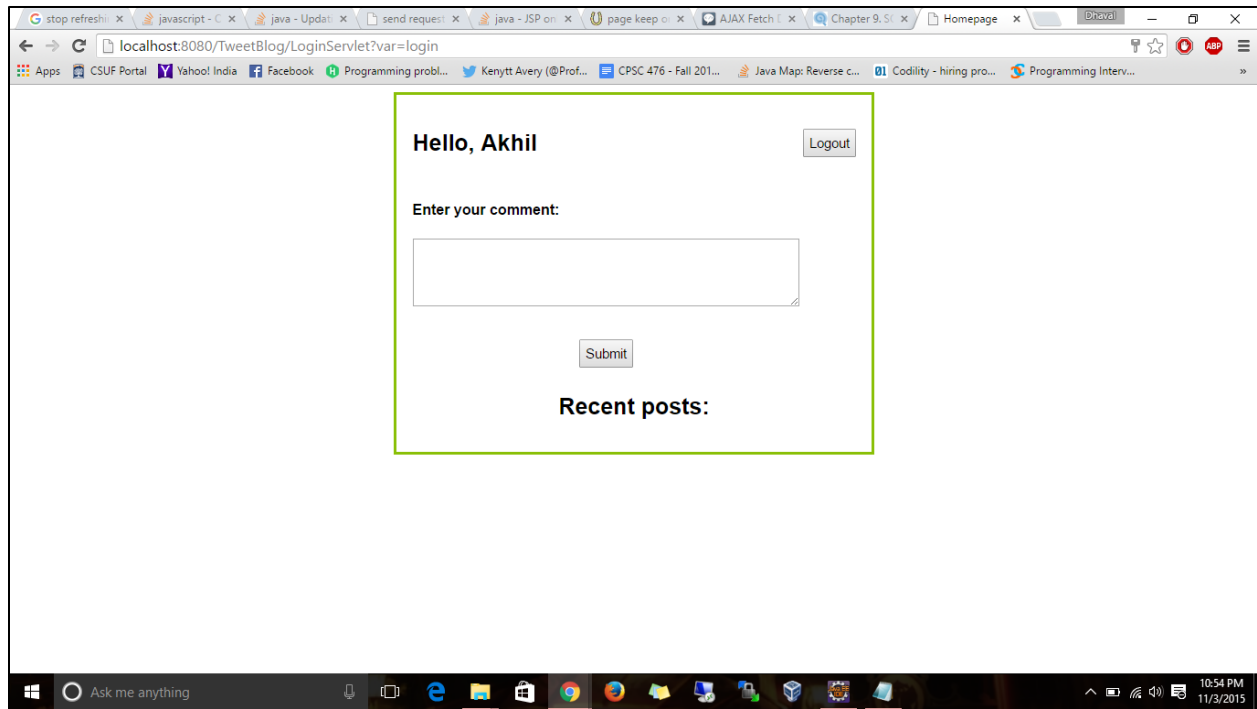 stop refreshi
javascript - C
java - Updati
send request
java - JSP on
page keep o
AJAX Fetch
Chapter 9. S
Homepage
Dhaval
localhost:8080/TweetBlog/LoginServlet?var=login
Apps CSUF Portal Yahoo! India Facebook Programming probl... Kenytt Avery (@Prof... CPSC 476 - Fall 201... Java Map: Reverse c... Codility - hiring pro... Programming Interv... »
Hello, Akhil
Logout
Enter your comment:
Submit
Recent posts:
Ask me anything
10:54 PM
11/3/2015